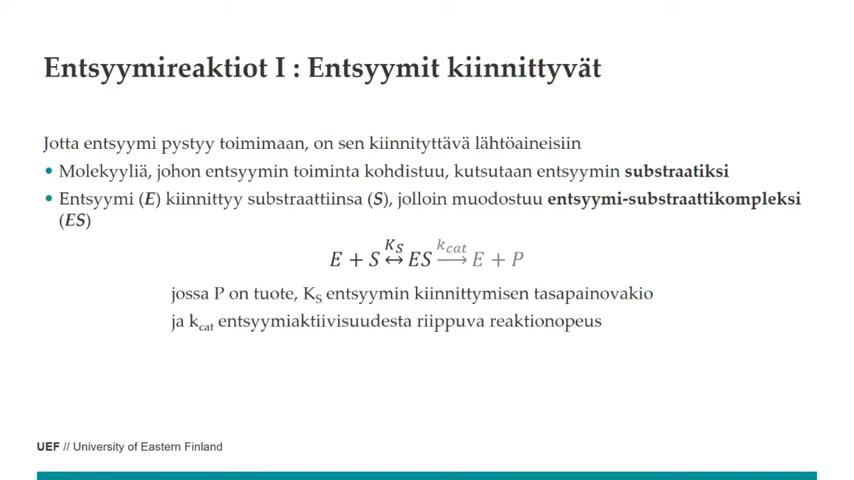 Entsyymireaktiot I : Entsyymit kiinnittyvät
Jotta entsyymi pystyy toimimaan, on sen kiinnityttävä lähtöaineisiin
• Molekyyliä, johon entsyymin toiminta kohdistuu, kutsutaan entsyymin substraatiksi
• Entsyymi (E) kiinnittyy substraattiinsa (S), jolloin muodostuu entsyymi-substraattikompleksi
(ES)
E + S K_S ↔ ES k_cat → E + P
jossa P on tuote, K_S entsyymin kiinnittymisen tasapainovakio
ja k_cat entsyymiaktiivisuudesta riippuva reaktionopeus
UEF // University of Eastern Finland